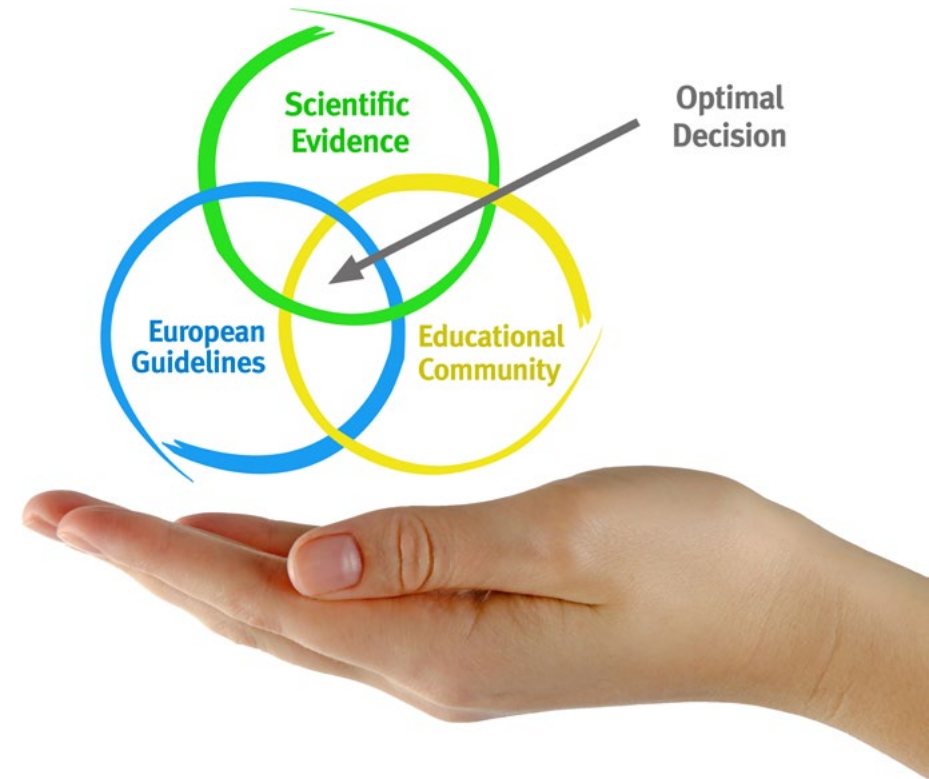 Scientific
Evidence
Optimal
Decision
European
Guidelines
Educational
Community